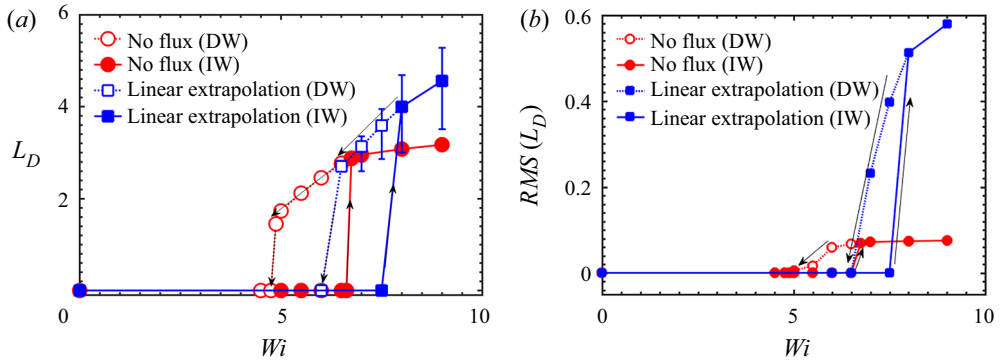 (a)
6
4
2
0
L_D
No flux (DW)
No flux (IW)
Linear extrapolation (DW)
Linear extrapolation (IW)
0
5
10
Wi
(b)
0.6
0.4
0.2
0
RMS (L_D)
No flux (DW)
No flux (IW)
Linear extrapolation (DW)
Linear extrapolation (IW)
0
5
10
Wi